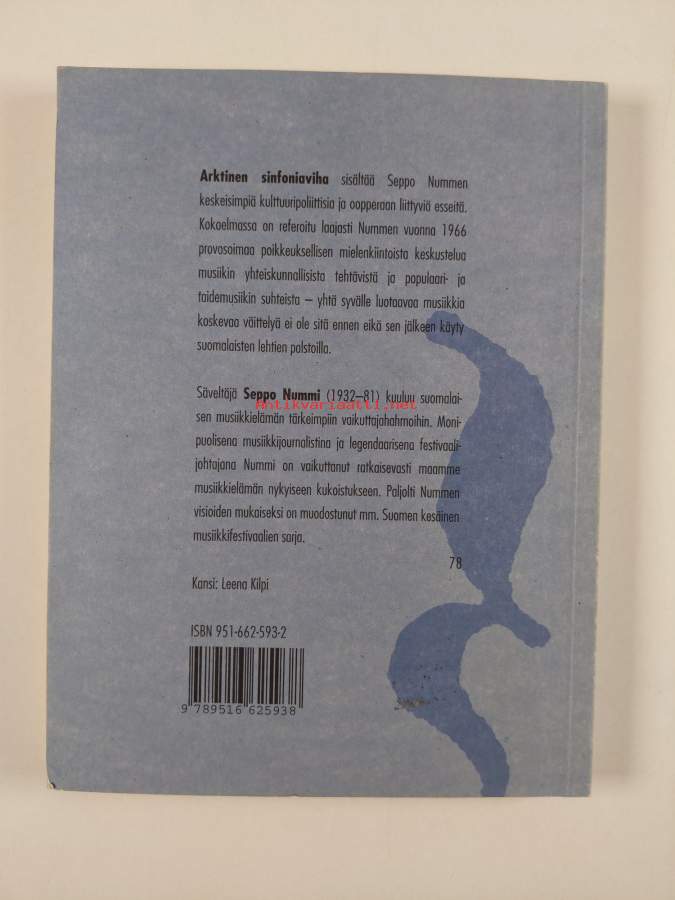 Arktinen sinfoniaviha sisältää Seppo Nummen
keskeisimpiä kulttuuripoliittisia ja oopperaan liittyviä esseitä.
Kokoelmassa on referoitu laajasti Nummen vuonna 1966
provosoimaa poikkeuksellisen mielenkiintoista keskustelua
musiikin yhteiskunnallisista tehtävistä ja populaari- ja
taidemusiikin suhteista – yhtä syvälle luotaavaa musiikkia
koskevaa väittelyä ei ole sitä ennen eikä sen jälkeen käyty
suomalaisten lehtien palstoilla.
Säveltäjä Seppo Nummi (1932–81) kuuluu suomalai-
Antikvariaatti.net
sen musiikkielämän tärkeimpiin vaikuttajahahmoihin. Moni-
puolisena musiikkijournalistina ja legendaarisena festivaali-
johtajana Nummi on vaikuttanut ratkaisevasti maamme
musiikkielämän nykyiseen kukoistukseen. Paljolti Nummen
visioiden mukaiseksi on muodostunut mm. Suomen kesäinen
musiikkifestivaalien sarja.
78
Kansi: Leena Kilpi
ISBN 951-662-593-2
9 789516 625938